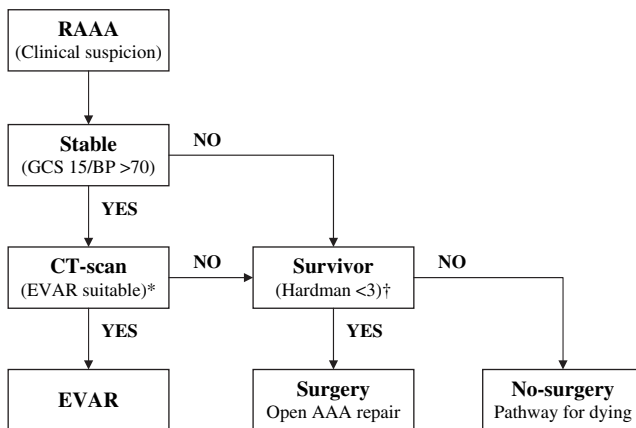 RAAA
(Clinical suspicion)
Stable
(GCS 15/BP >70)
NO
YES
CT-scan
(EVAR suitable)*
NO
Survivor
(Hardman <3)†
NO
YES
YES
EVAR
Surgery
Open AAA repair
No-surgery
Pathway for dying